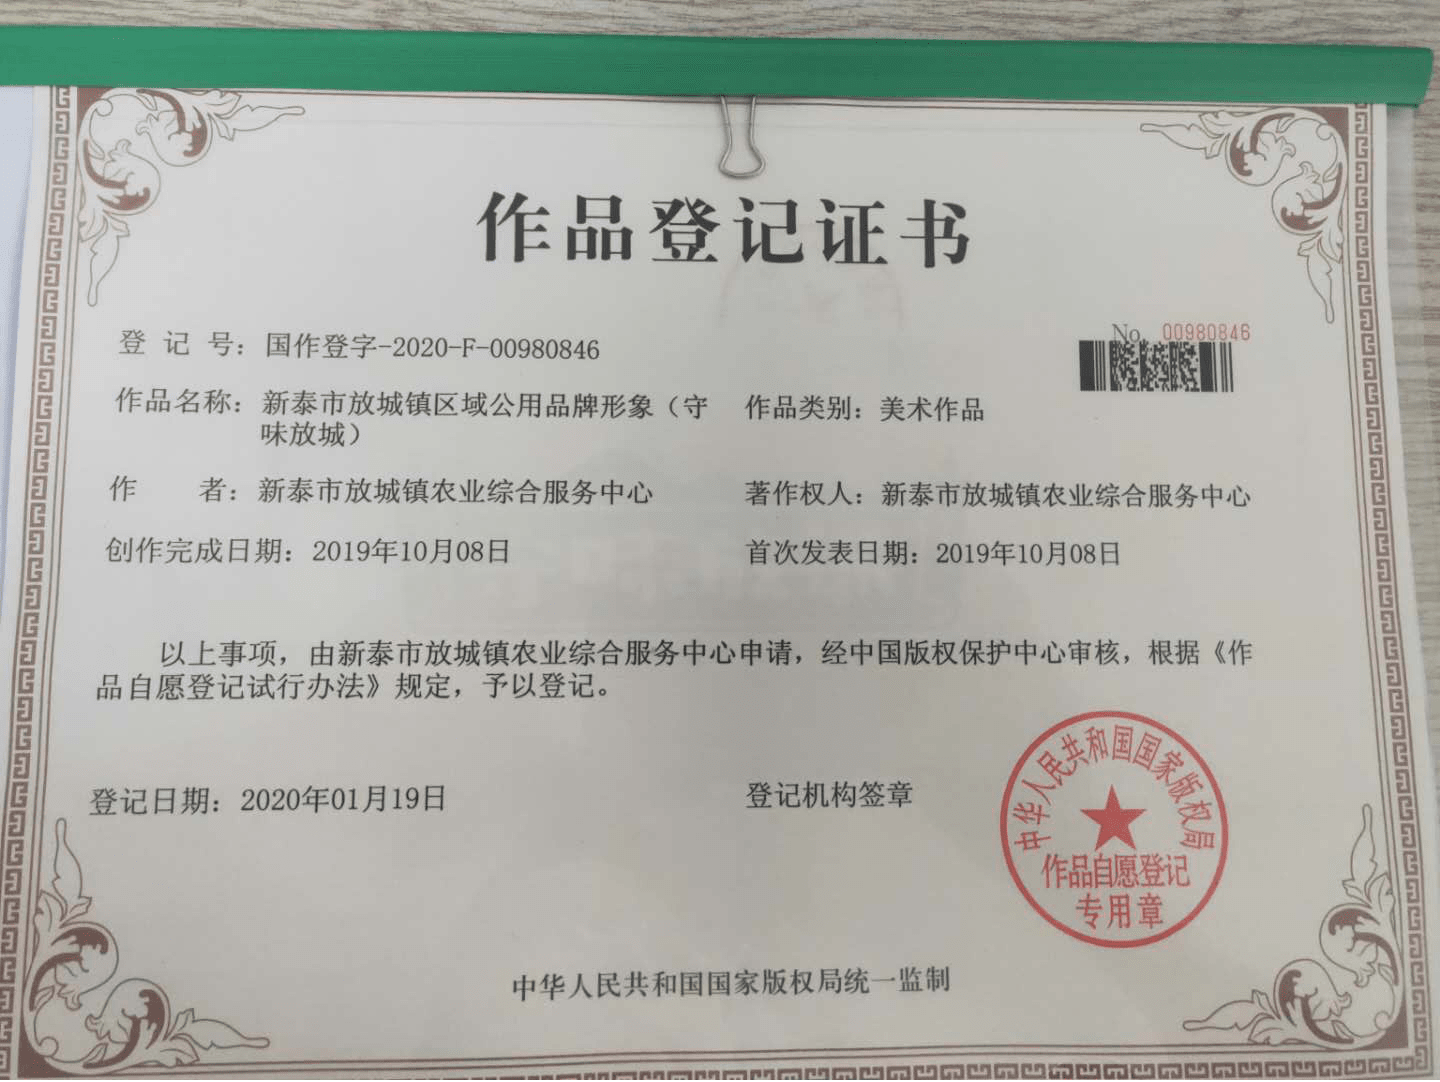 作品登记证书
No. 00980846
登 记 号：国作登字-2020-F-00980846
作品名称：新泰市放城镇区域公用品牌形象（守
味放城）
作品类别：美术作品
作 者：新泰市放城镇农业综合服务中心
著作权人：新泰市放城镇农业综合服务中心
创作完成日期：2019年10月08日
首次发表日期：2019年10月08日
以上事项，由新泰市放城镇农业综合服务中心申请，经中国版权保护中心审核，根据《作
品自愿登记试行办法》规定，予以登记。
登记日期：2020年01月19日
登记机构签章
中华人民共和国国家版权局
作品自愿登记
专用章
中华人民共和国国家版权局统一监制